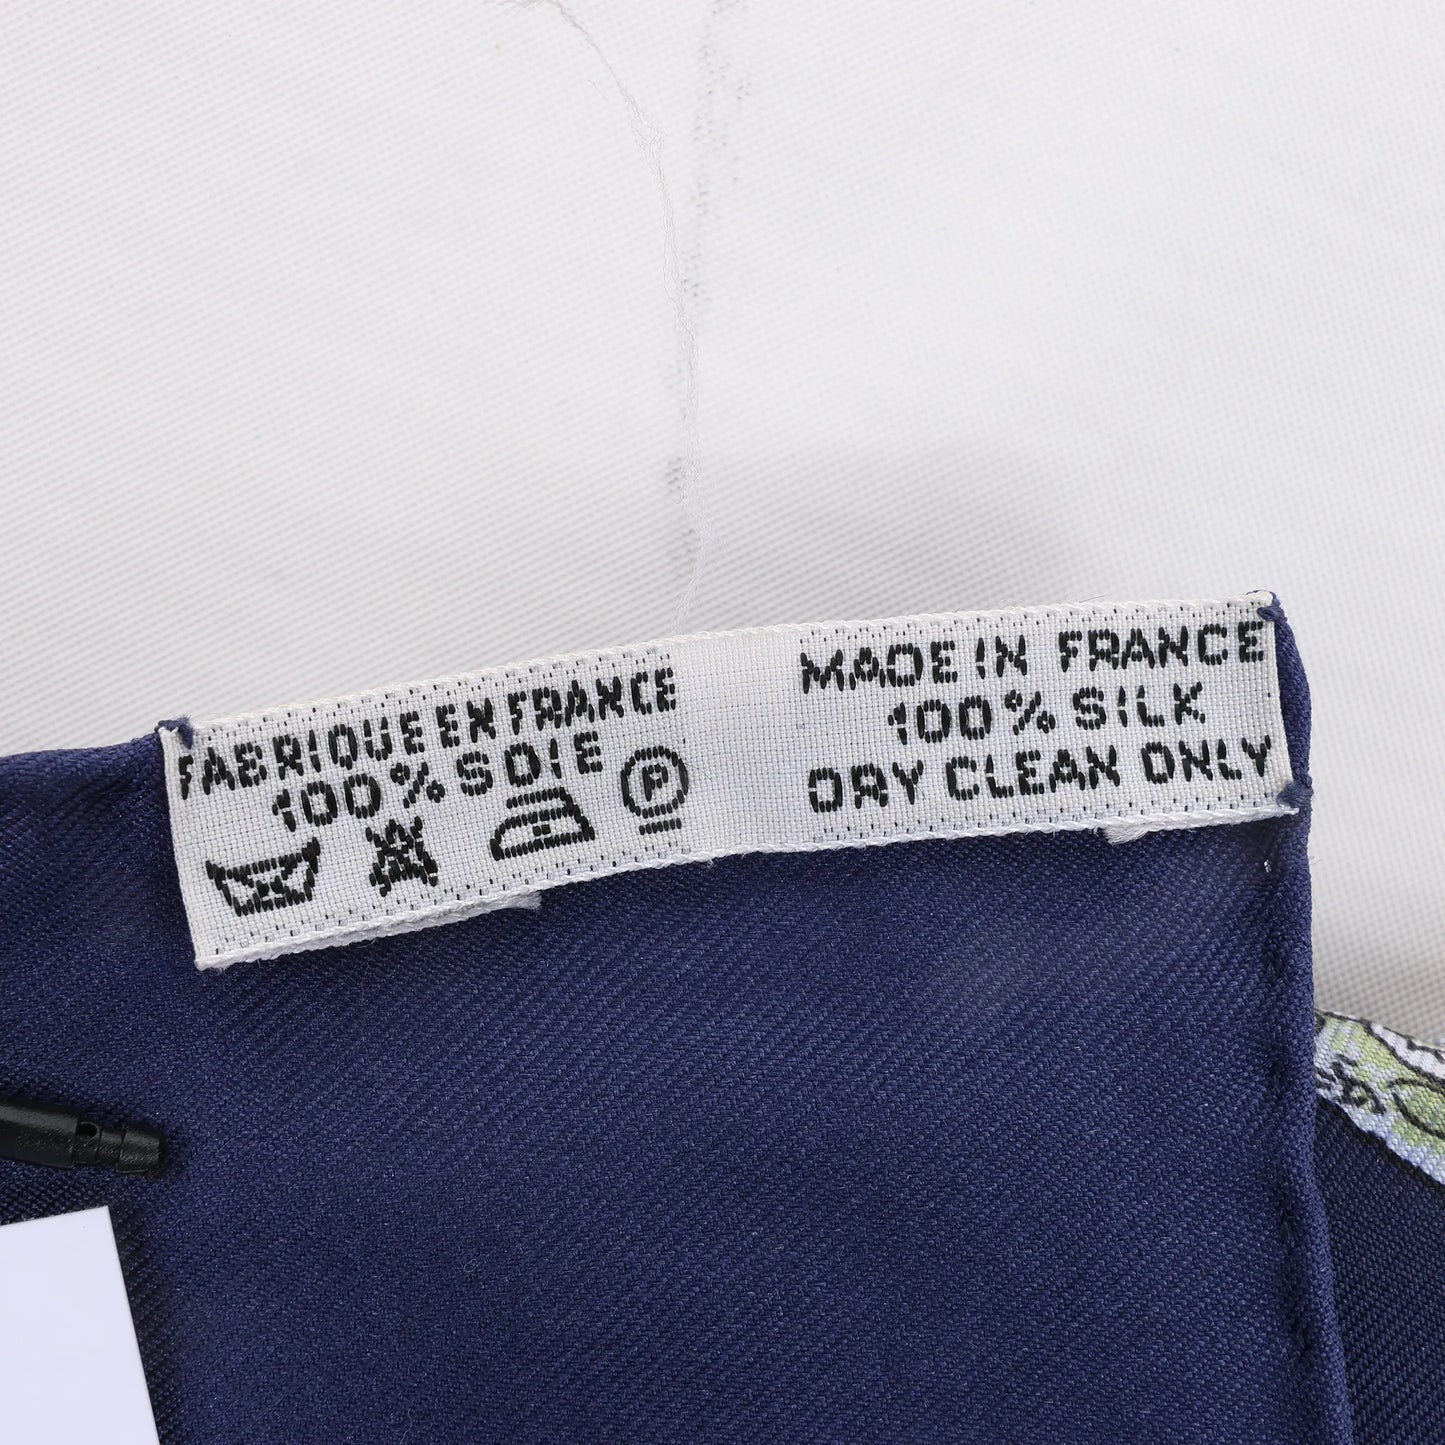 FABRIQUE EN FRANCE
100% SOIE
P
MADE IN FRANCE
100% SILK
DRY CLEAN ONLY